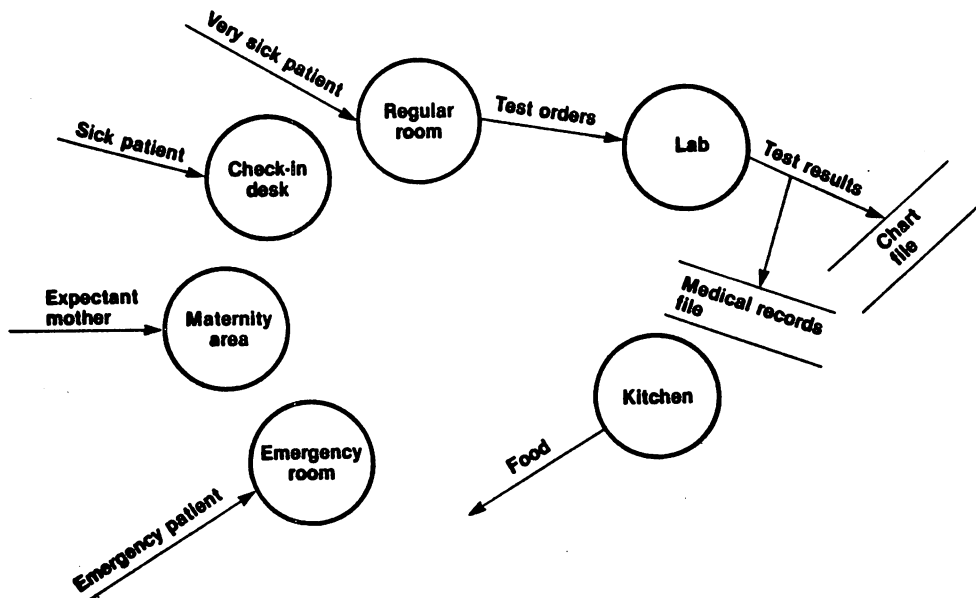 Very sick patient
Regular
room
Test orders
Lab
Test results
Chart
file
Sick patient
Check-in
desk
Medical records
file
Expectant
mother
Maternity
area
Kitchen
Food
Emergency
room
Emergency patient